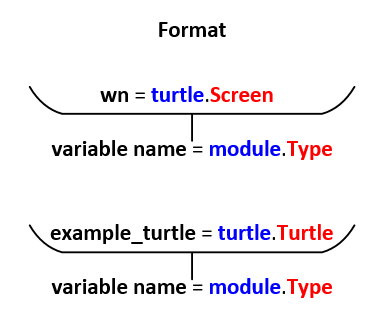 Format
wn = turtle.Screen
variable name = module.Type
example_turtle = turtle.Turtle
variable name = module.Type